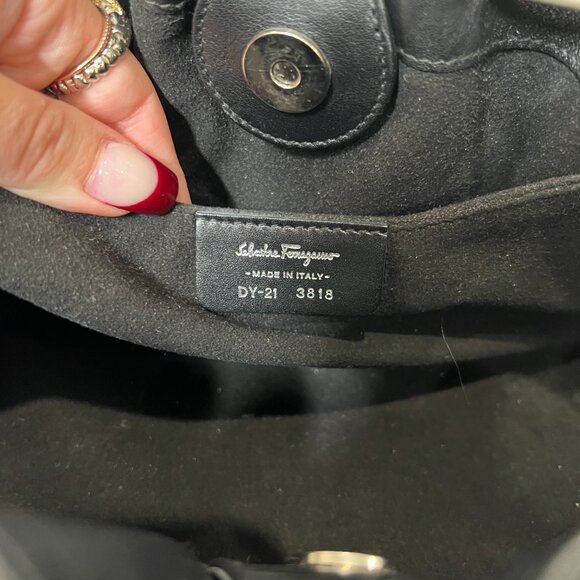 Salvatore Ferragamo
-MADE IN ITALY-
DY-21 3818